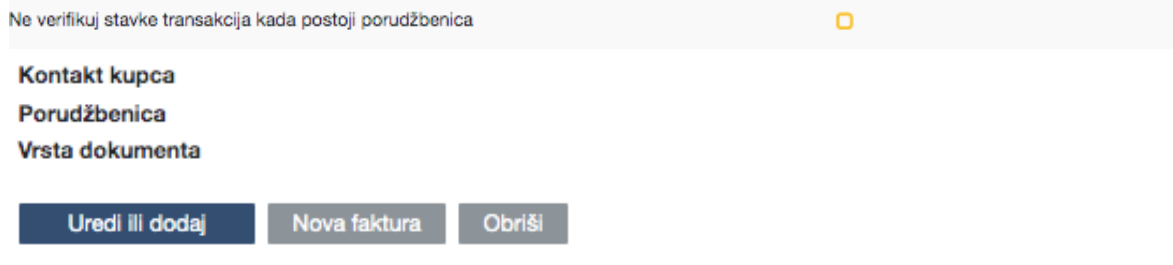 Ne verifikuj stavke transakcija kada postoji porudžbenica
Kontakt kupca
Porudžbenica
Vrsta dokumenta
Uredi ili dodaj
Nova faktura
Obriši